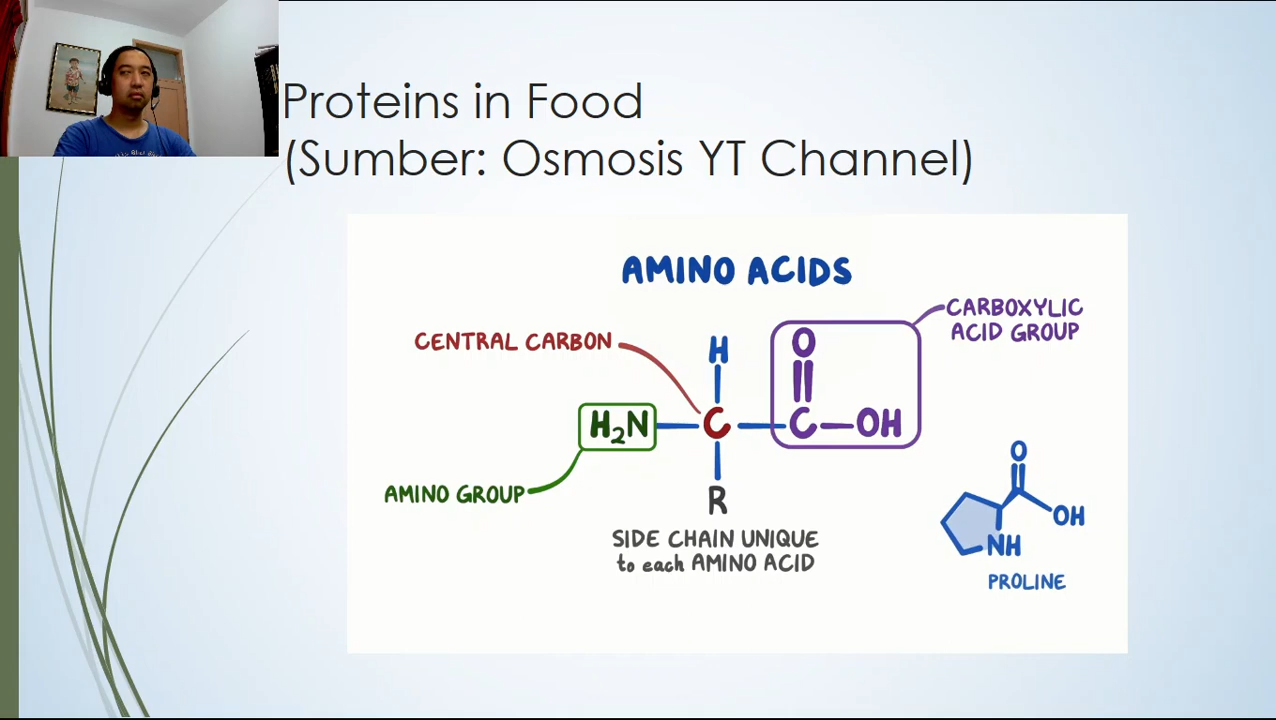 Proteins in Food
(Sumber: Osmosis YT Channel)
AMINO ACIDS
CARBOXYLIC
ACID GROUP
CENTRAL CARBON
H
O
H₂N
C
C
OH
AMINO GROUP
R
SIDE CHAIN UNIQUE
to each AMINO ACID
O
OH
NH
PROLINE